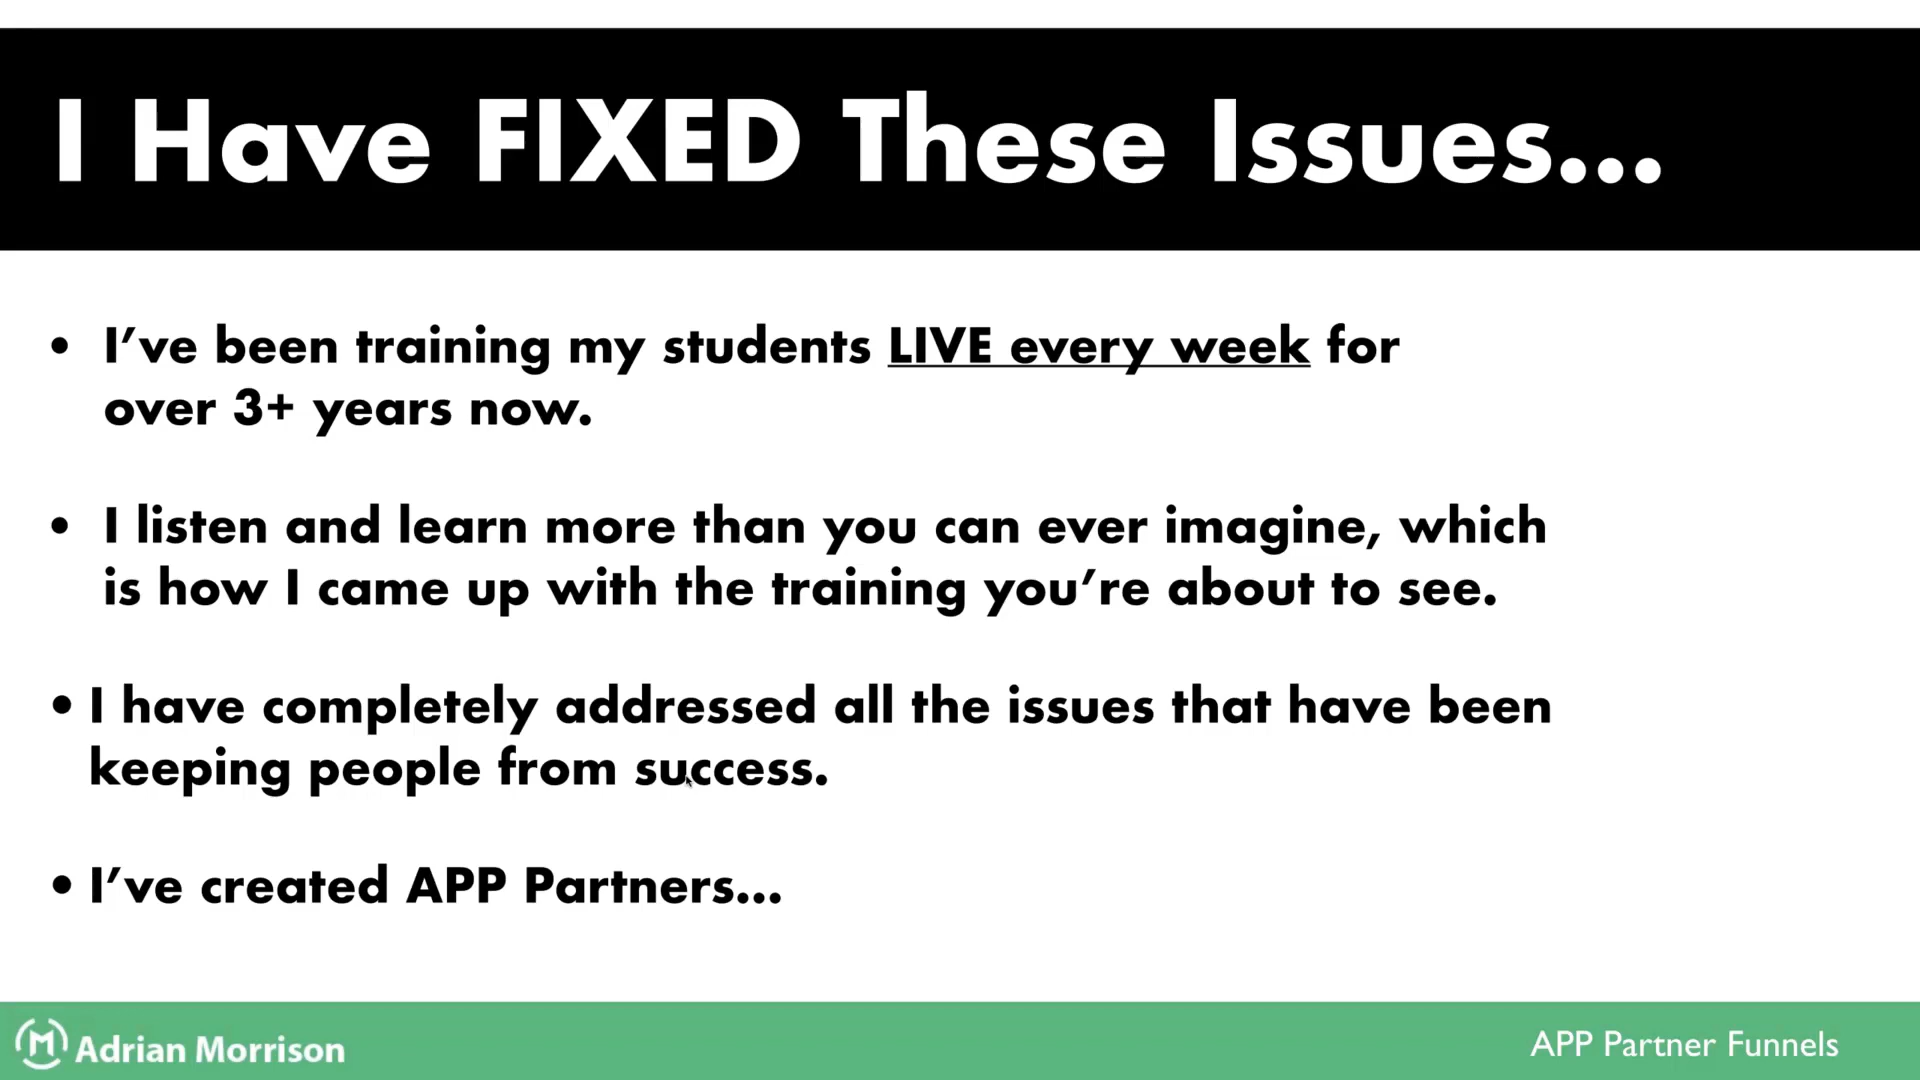 I Have FIXED These Issues...
• I’ve been training my students LIVE every week for
over 3+ years now.
• I listen and learn more than you can ever imagine, which
is how I came up with the training you’re about to see.
• I have completely addressed all the issues that have been
keeping people from success.
• I’ve created APP Partners...
M Adrian Morrison
APP Partner Funnels